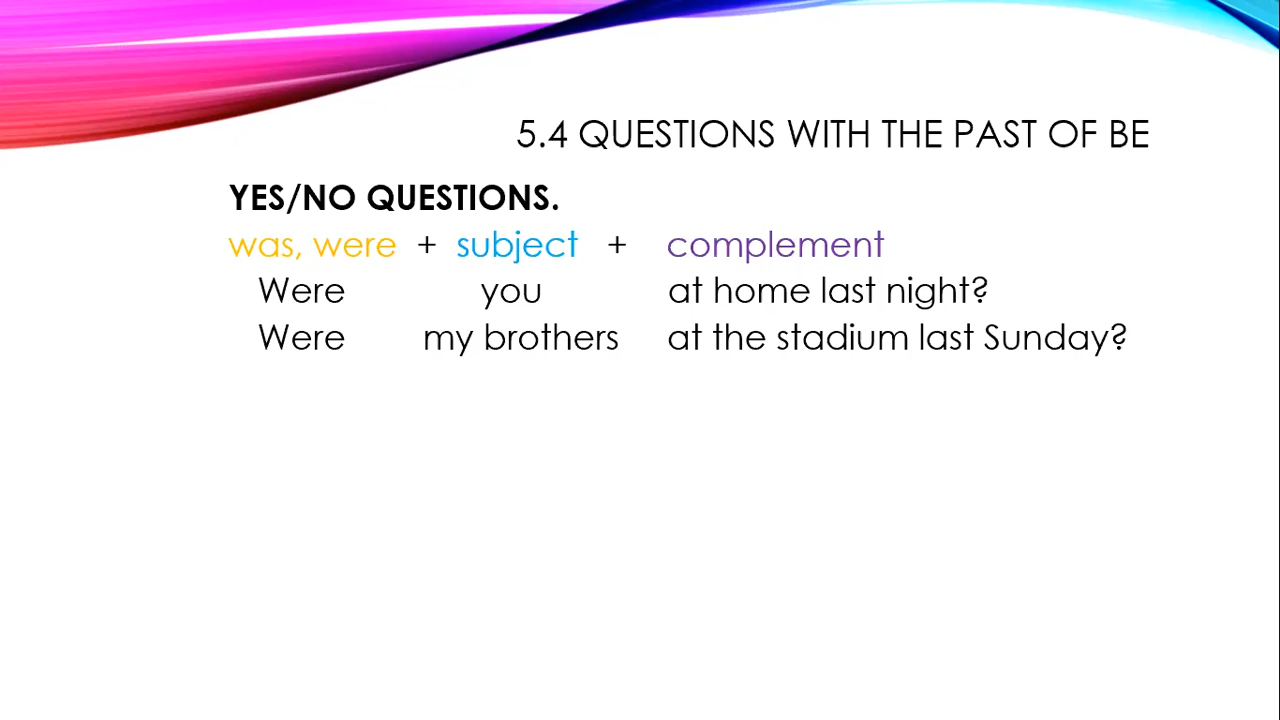 5.4 QUESTIONS WITH THE PAST OF BE
YES/NO QUESTIONS.
was, were + subject + complement
Were you at home last night?
Were my brothers at the stadium last Sunday?